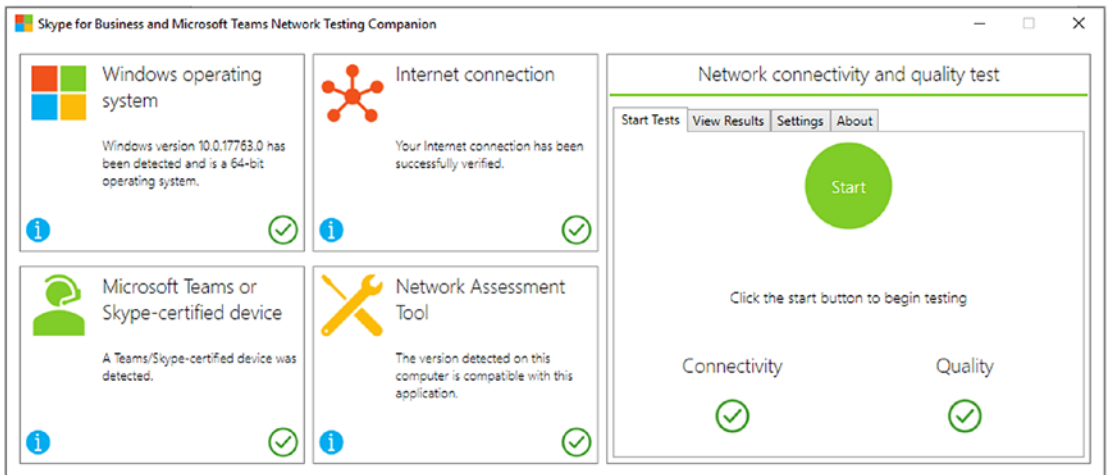 Skype for Business and Microsoft Teams Network Testing Companion
Windows operating
system
Windows version 10.0.17763.0 has
been detected and is a 64-bit
operating system.
Internet connection
Your Internet connection has been
successfully verified.
Microsoft Teams or
Skype-certified device
A Teams/Skype-certified device was
detected.
Network Assessment
Tool
The version detected on this
computer is compatible with this
application.
Network connectivity and quality test
Start Tests View Results Settings About
Start
Click the start button to begin testing
Connectivity Quality